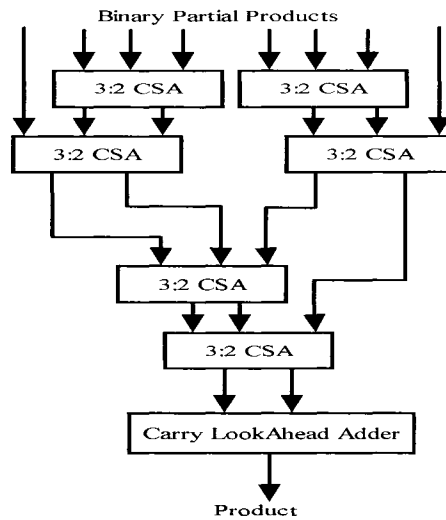 Binary Partial Products
3:2 CSA
3:2 CSA
3:2 CSA
3:2 CSA
3:2 CSA
3:2 CSA
Carry LookAhead Adder
Product